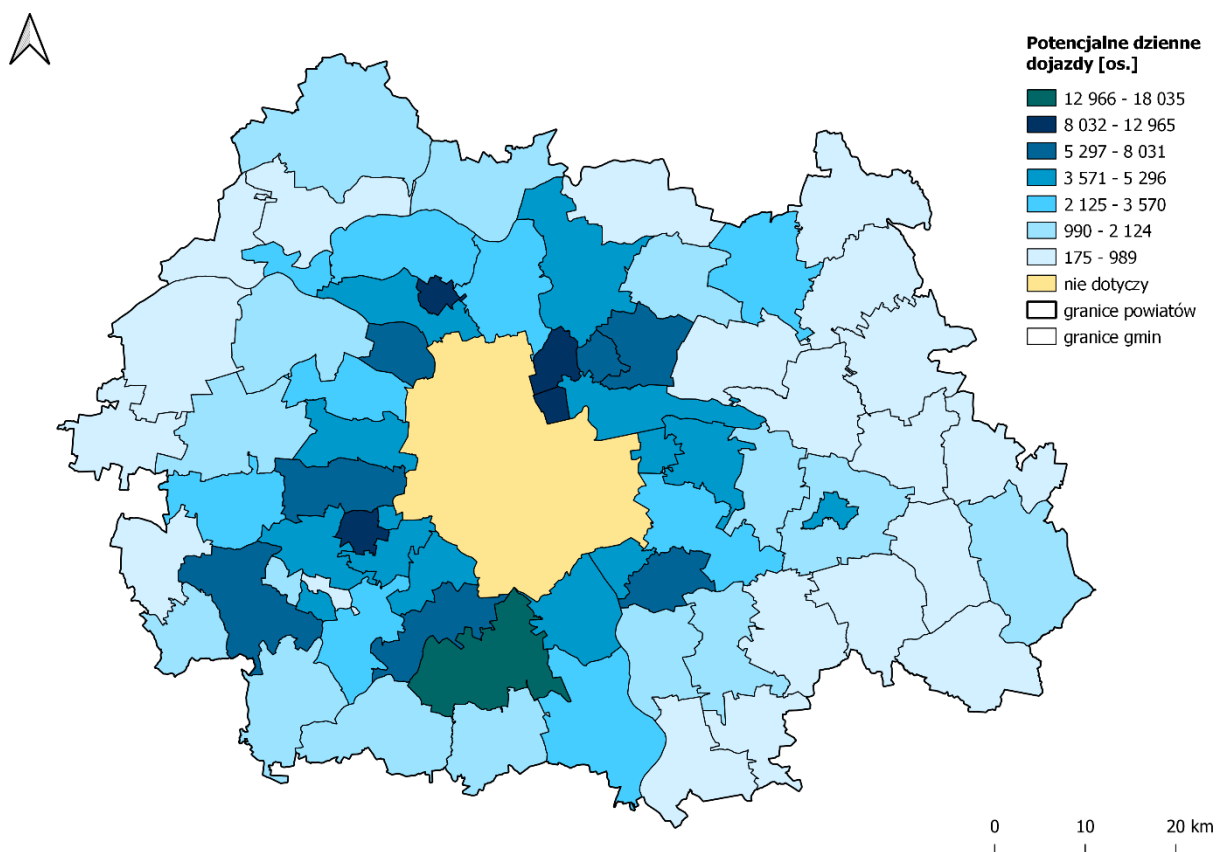 Potencjalne dzienne
dojazdy [os.]
12 966 - 18 035
8 032 - 12 965
5 297 - 8 031
3 571 - 5 296
2 125 - 3 570
990 - 2 124
175 - 989
nie dotyczy
granice powiatów
granice gmin
0 10 20 km